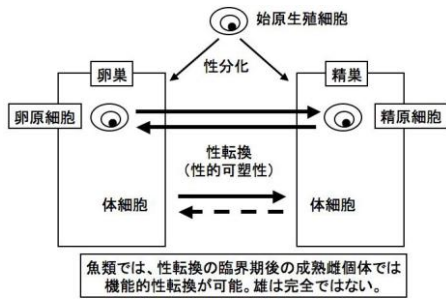 始原生殖細胞
性分化
卵巣
精巣
卵原細胞
精原細胞
性転換
（性的可塑性）
体細胞
体細胞
魚類では、性転換の臨界期後の成熟雌個体では
機能的性転換が可能。雄は完全ではない。